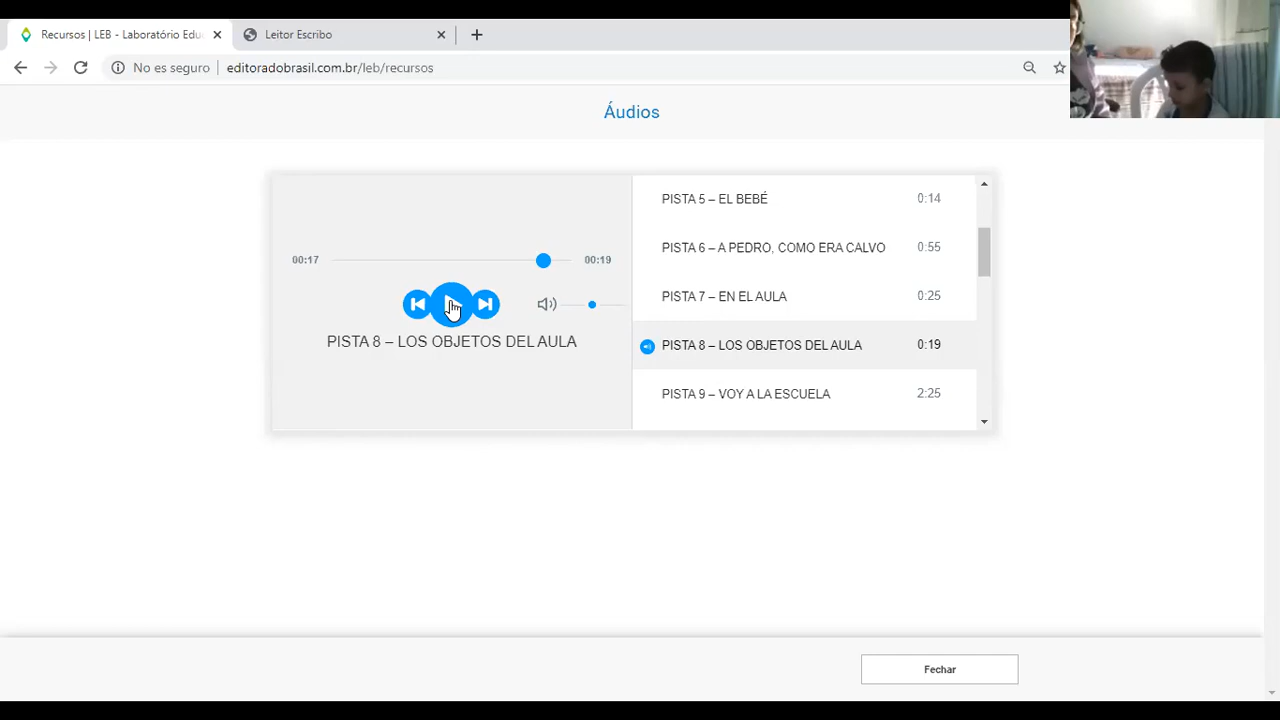 Recursos | LEB - Laboratório Edu
Leitor Escribo
No es seguro
editoradobrasil.com.br/leb/recursos
Áudios
PISTA 5 – EL BEBÉ 0:14
PISTA 6 – A PEDRO, COMO ERA CALVO 0:55
00:17 00:19
PISTA 7 – EN EL AULA 0:25
PISTA 8 – LOS OBJETOS DEL AULA
PISTA 8 – LOS OBJETOS DEL AULA 0:19
PISTA 9 – VOY A LA ESCUELA 2:25
Fechar